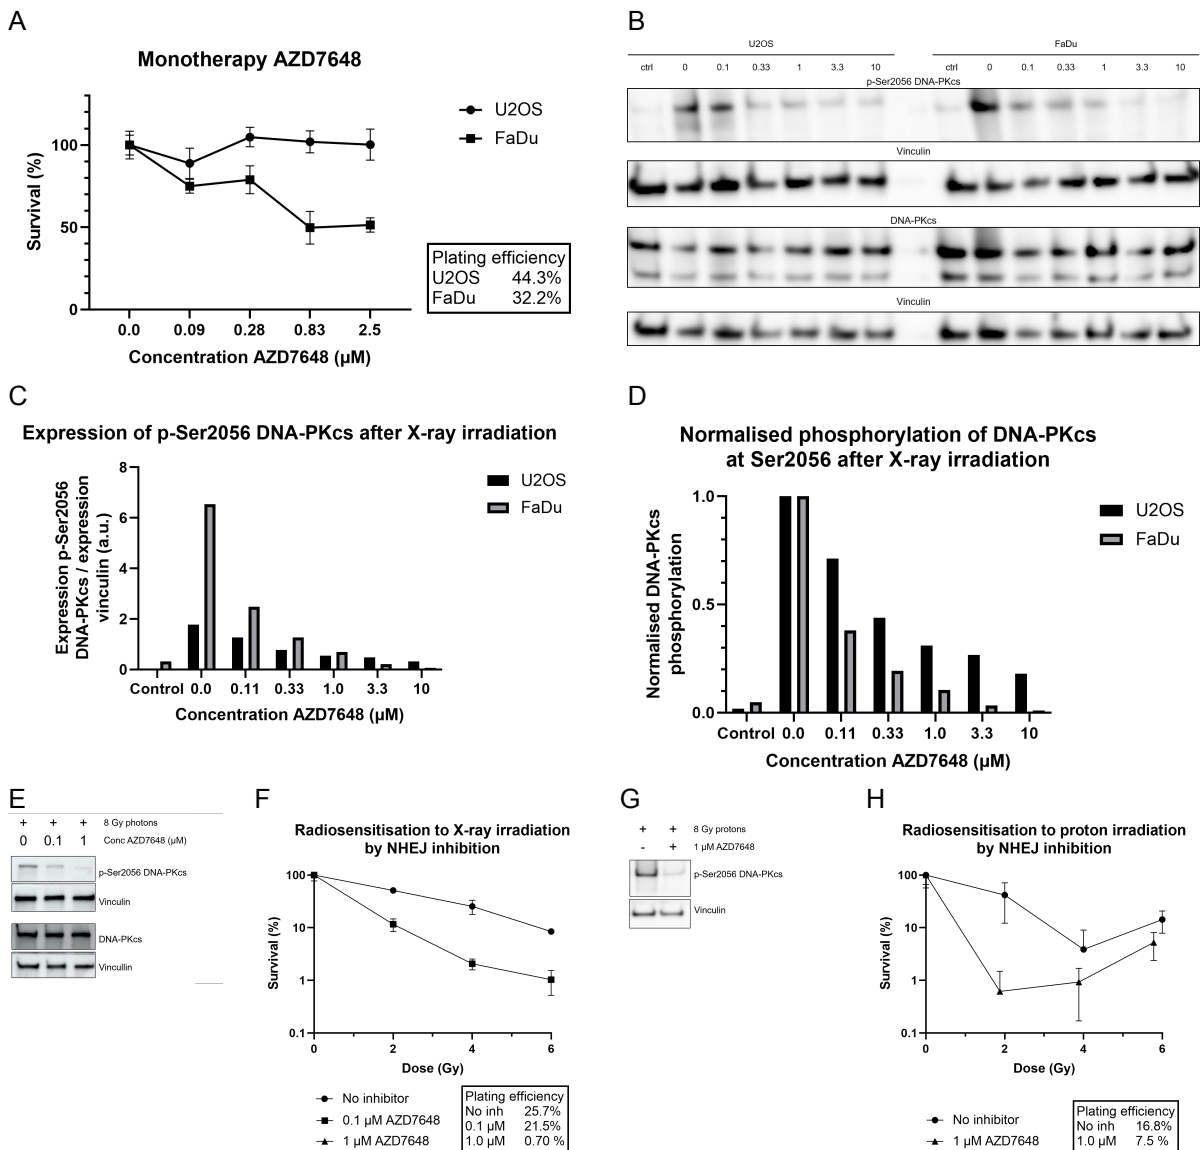 A
Monotherapy AZD7648
Survival (%)
100
50
0
0.0 0.09 0.28 0.83 2.5
Concentration AZD7648 (µM)
U2OS
FaDu
Plating efficiency
U2OS 44.3%
FaDu 32.2%
B
U2OS FaDu
ctrl 0 0.1 0.33 1 3.3 10 ctrl 0 0.1 0.33 1 3.3 10
p-Ser2056 DNA-PKcs
Vinculin
DNA-PKcs
Vinculin
C
Expression of p-Ser2056 DNA-PKcs after X-ray irradiation
Expression p-Ser2056
DNA-PKcs / expression
vinculin (a.u.)
8
6
4
2
0
Control 0.0 0.11 0.33 1.0 3.3 10
Concentration AZD7648 (µM)
U2OS
FaDu
D
Normalised phosphorylation of DNA-PKcs
at Ser2056 after X-ray irradiation
Normalised DNA-PKcs
phosphorylation
1.0
0.5
0.0
Control 0.0 0.11 0.33 1.0 3.3 10
Concentration AZD7648 (µM)
U2OS
FaDu
E
+ + + 8 Gy photons
0 0.1 1 Conc AZD7648 (µM)
p-Ser2056 DNA-PKcs
Vinculin
DNA-PKcs
Vincullin
F
Radiosensitisation to X-ray irradiation
by NHEJ inhibition
Survival (%)
100
10
1
0.1
0 2 4 6
Dose (Gy)
No inhibitor
0.1 µM AZD7648
1 µM AZD7648
Plating efficiency
No inh 25.7%
0.1 µM 21.5%
1.0 µM 0.70 %
G
+ + 8 Gy photons
- + 1 µM AZD7648
p-Ser2056 DNA-PKcs
Vinculin
H
Radiosensitisation to proton irradiation
by NHEJ inhibition
Survival (%)
100
10
1
0.1
0 2 4 6
Dose (Gy)
No inhibitor
1 µM AZD7648
Plating efficiency
No inh 16.8%
1.0 µM 7.5 %